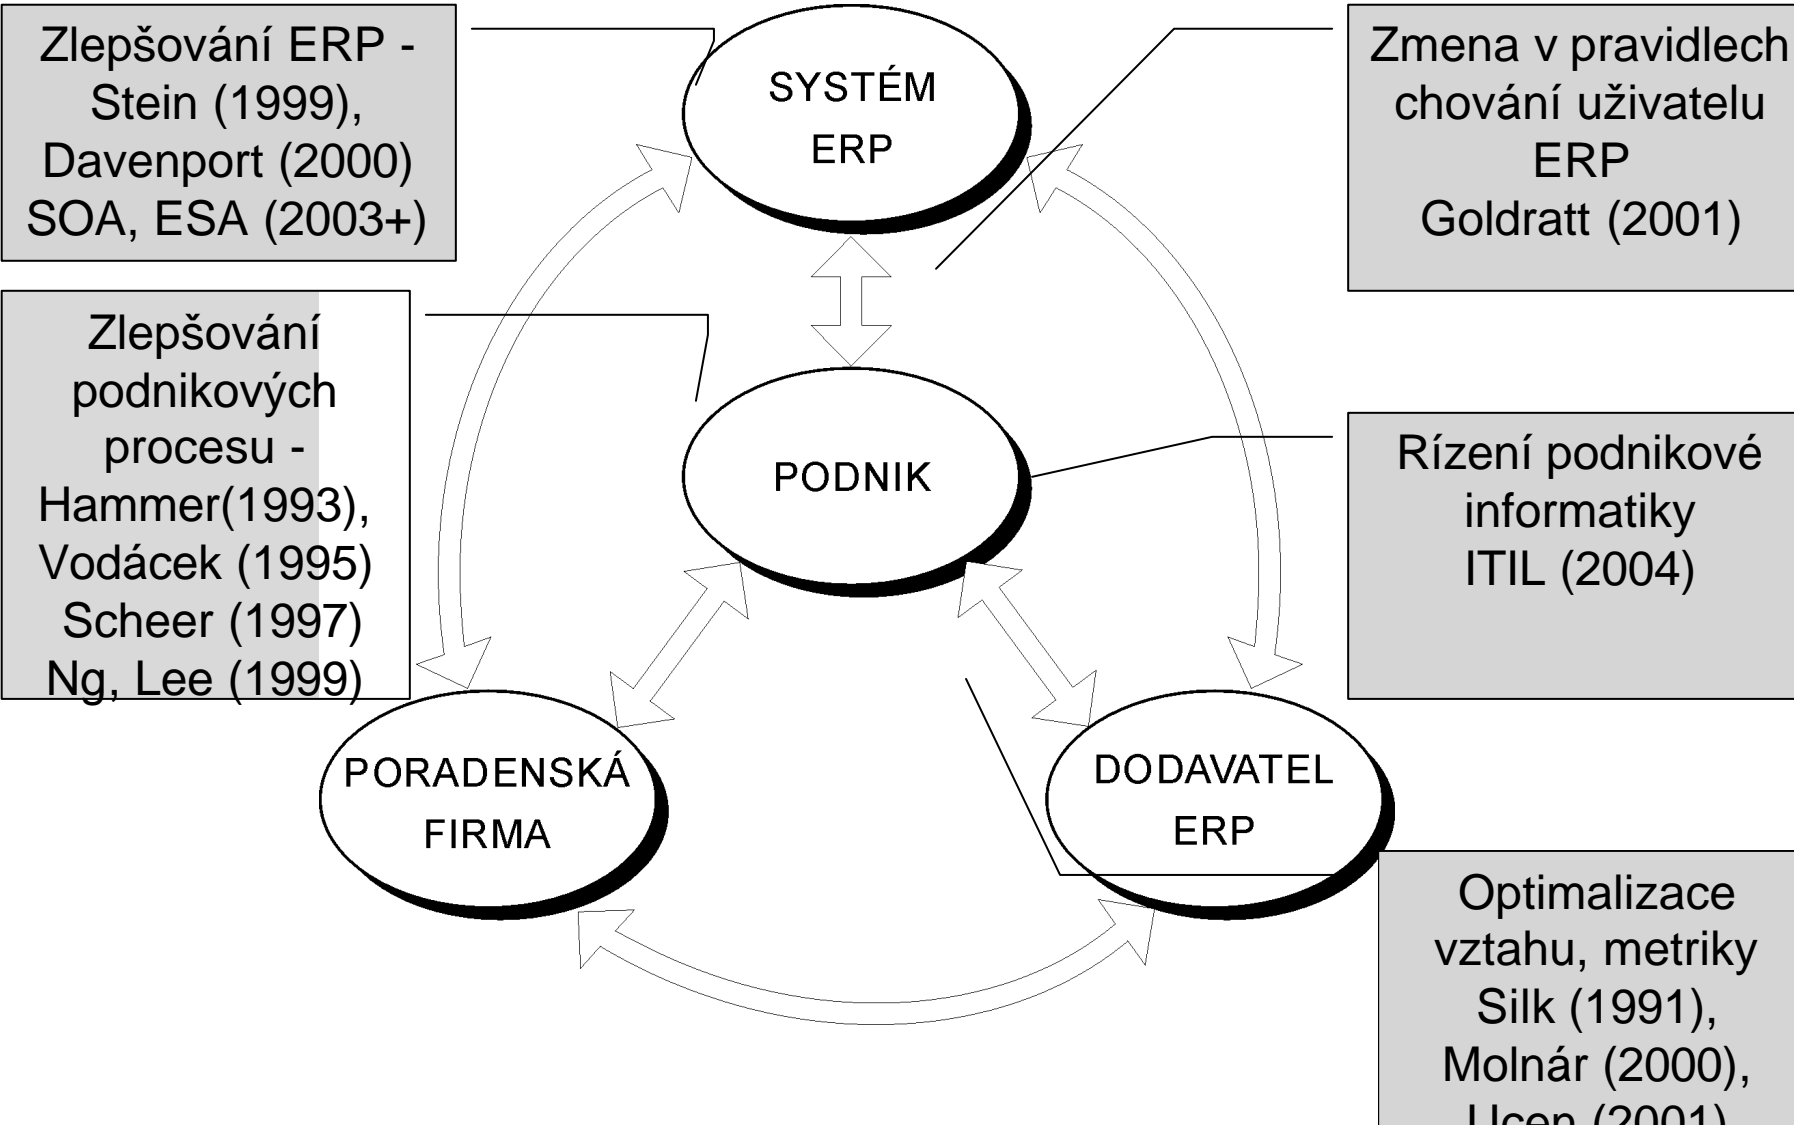 Zlepšování ERP -
Stein (1999),
Davenport (2000)
SOA, ESA (2003+)
SYSTÉM
ERP
Zmena v pravidlech
chování uživatelu
ERP
Goldratt (2001)
Zlepšování
podnikových
procesu -
Hammer(1993),
Vodácek (1995)
Scheer (1997)
Ng, Lee (1999)
PODNIK
Rízení podnikové
informatiky
ITIL (2004)
PORADENSKÁ
FIRMA
DODAVATEL
ERP
Optimalizace
vztahu, metriky
Silk (1991),
Molnár (2000),
Ucen (2001)